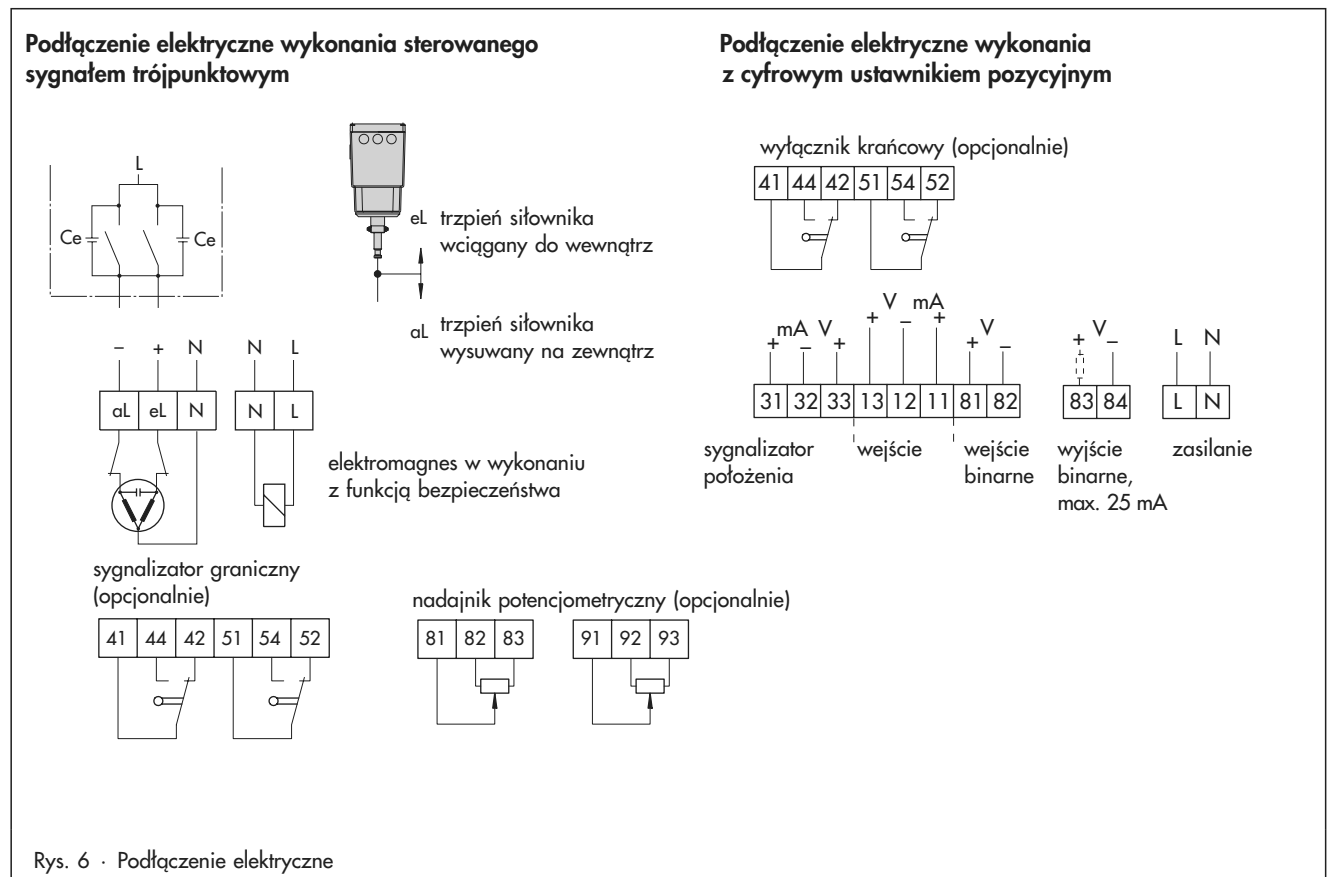 Podłączenie elektryczne wykonania sterowanego
sygnałem trójpunktowym
L
Ce
Ce
eL trzpień siłownika
wciągany do wewnątrz
aL trzpień siłownika
wysuwany na zewnątrz
– + N N L
aL eL N N L
elektromagnes w wykonaniu
z funkcją bezpieczeństwa
sygnalizator graniczny
(opcjonalnie)
41 44 42 51 54 52
nadajnik potencjometryczny (opcjonalnie)
81 82 83 91 92 93
Podłączenie elektryczne wykonania
z cyfrowym ustawnikiem pozycyjnym
wyłącznik krańcowy (opcjonalnie)
41 44 42 51 54 52
mA V V mA V V L N
+ – + + – + + – + –
31 32 33 13 12 11 81 82 83 84 L N
sygnalizator
położenia
wejście
wejście
binarne
wyjście
binarne,
max. 25 mA
zasilanie
Rys. 6 · Podłączenie elektryczne